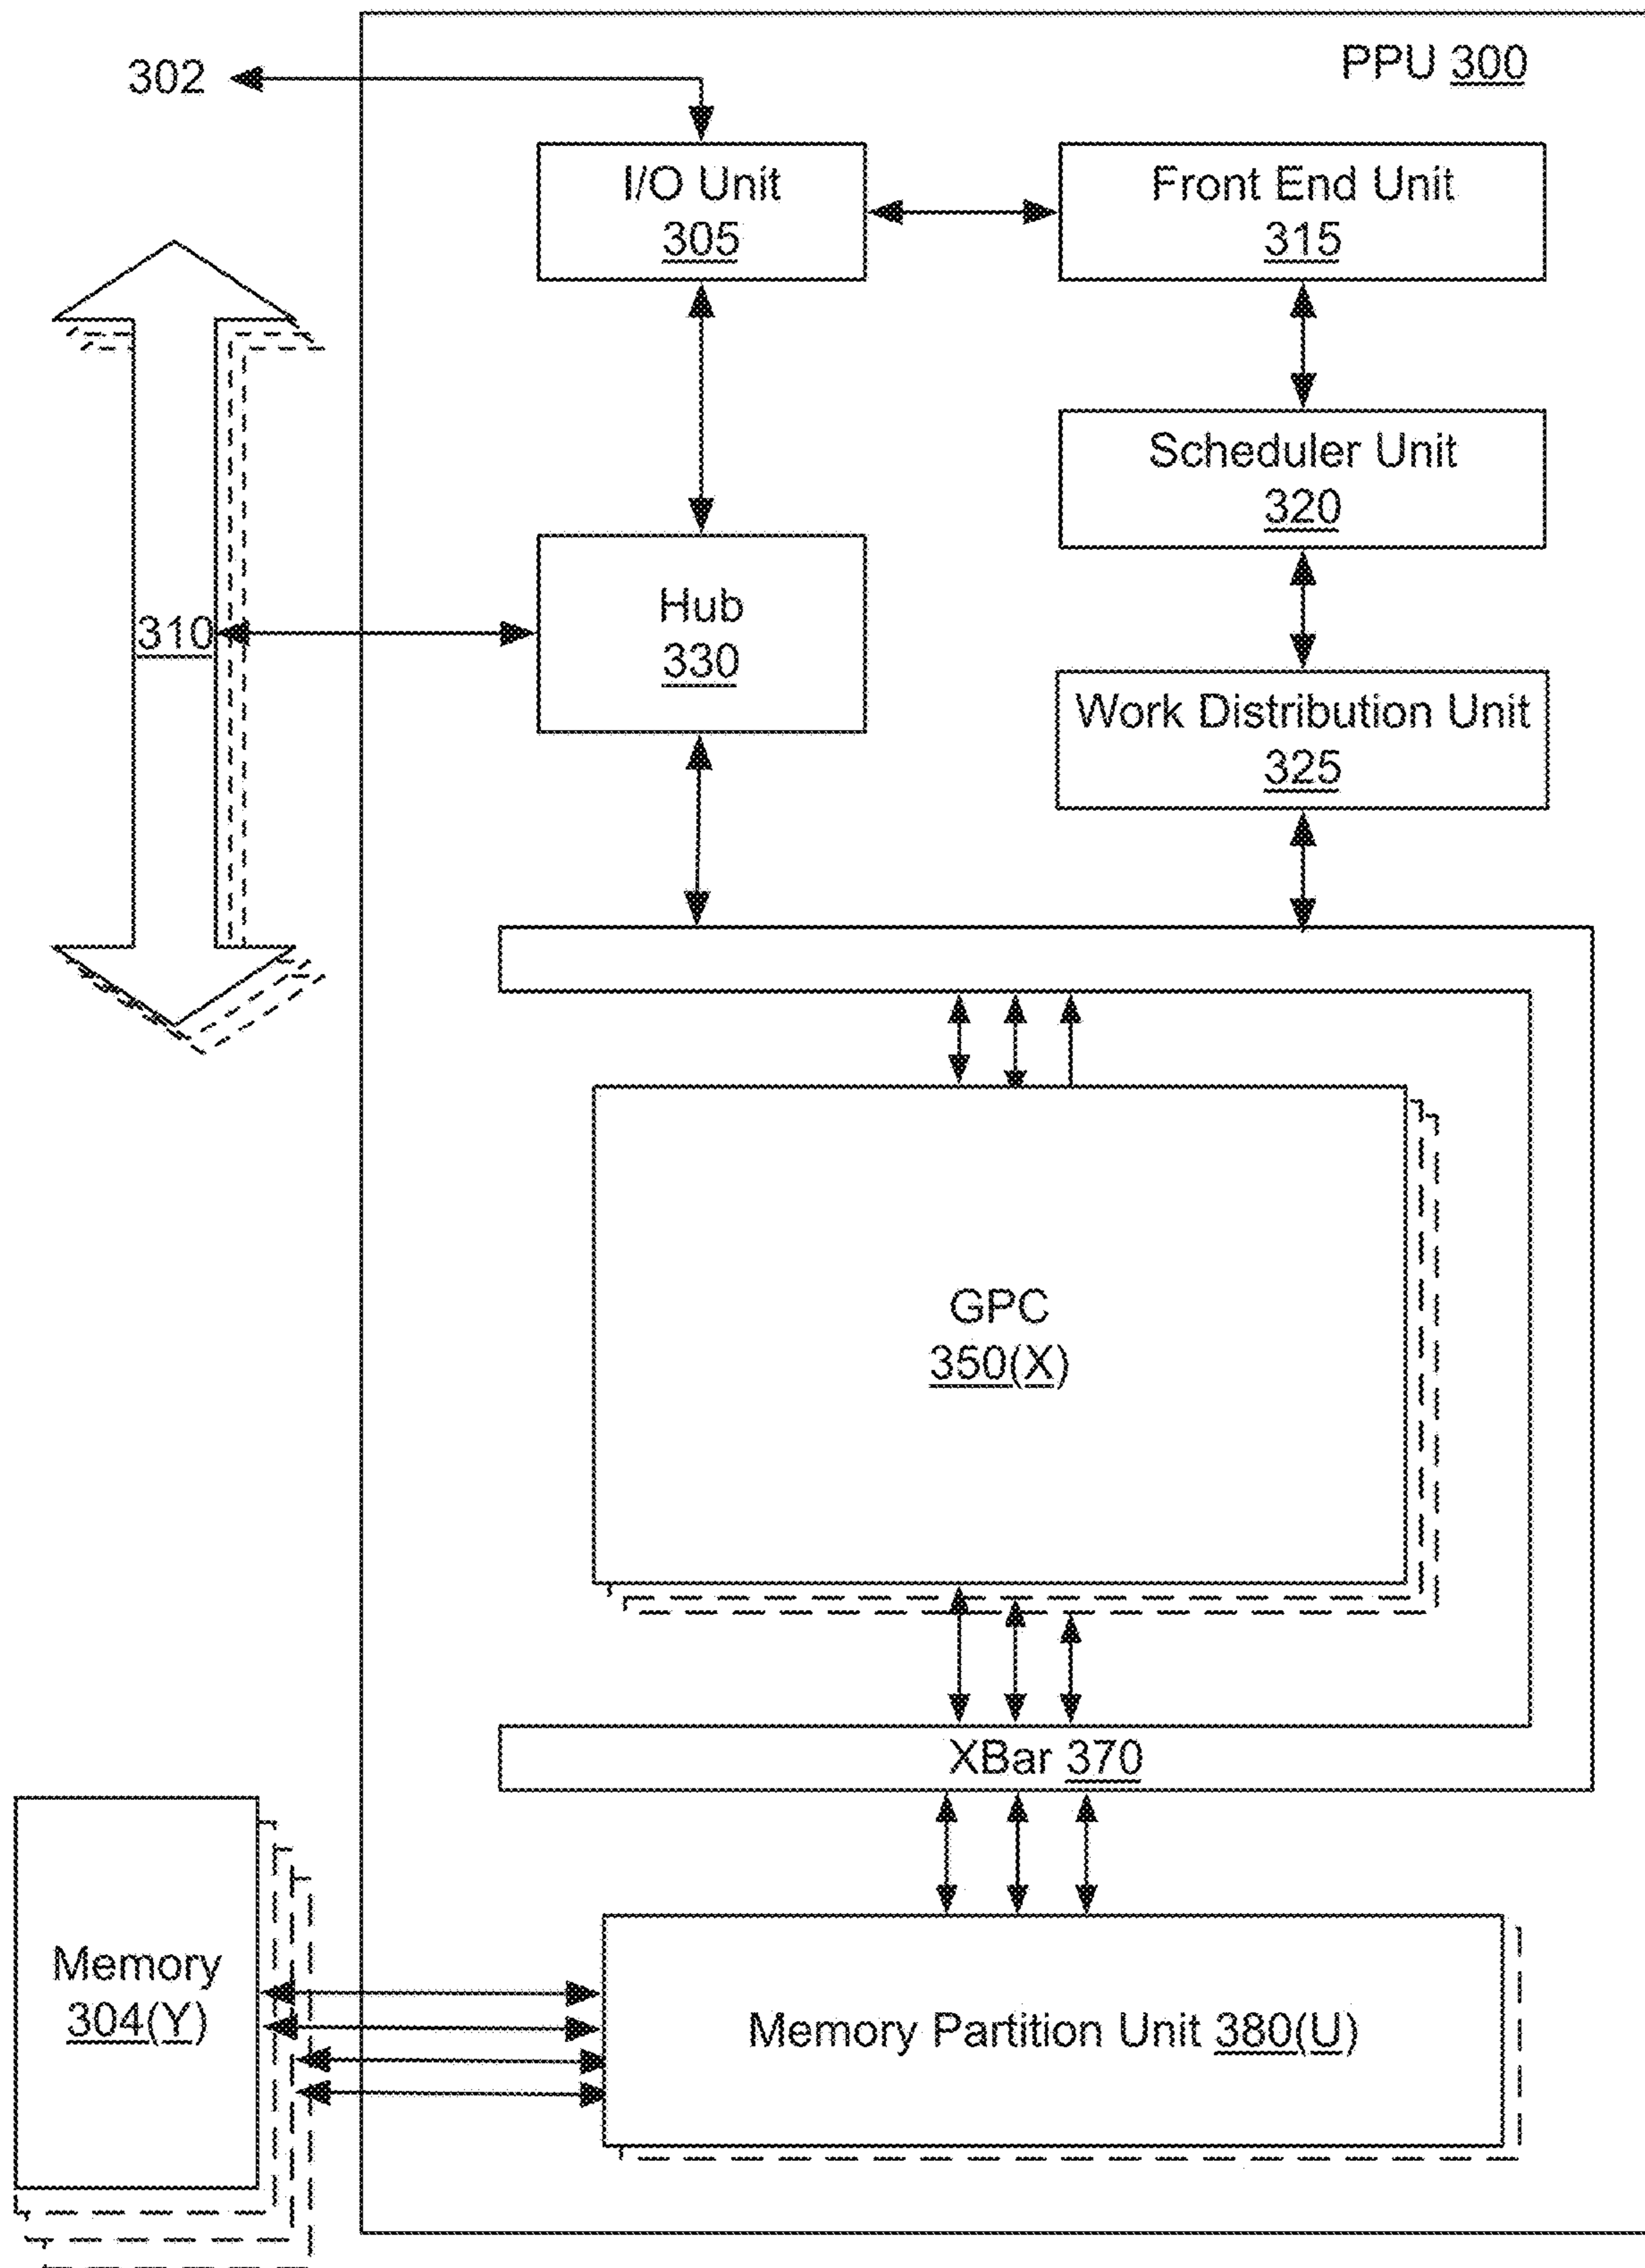 302
PPU 300
I/O Unit
305
Front End Unit
315
Scheduler Unit
320
310
Hub
330
Work Distribution Unit
325
GPC
350(X)
XBar 370
Memory
304(Y)
Memory Partition Unit 380(U)